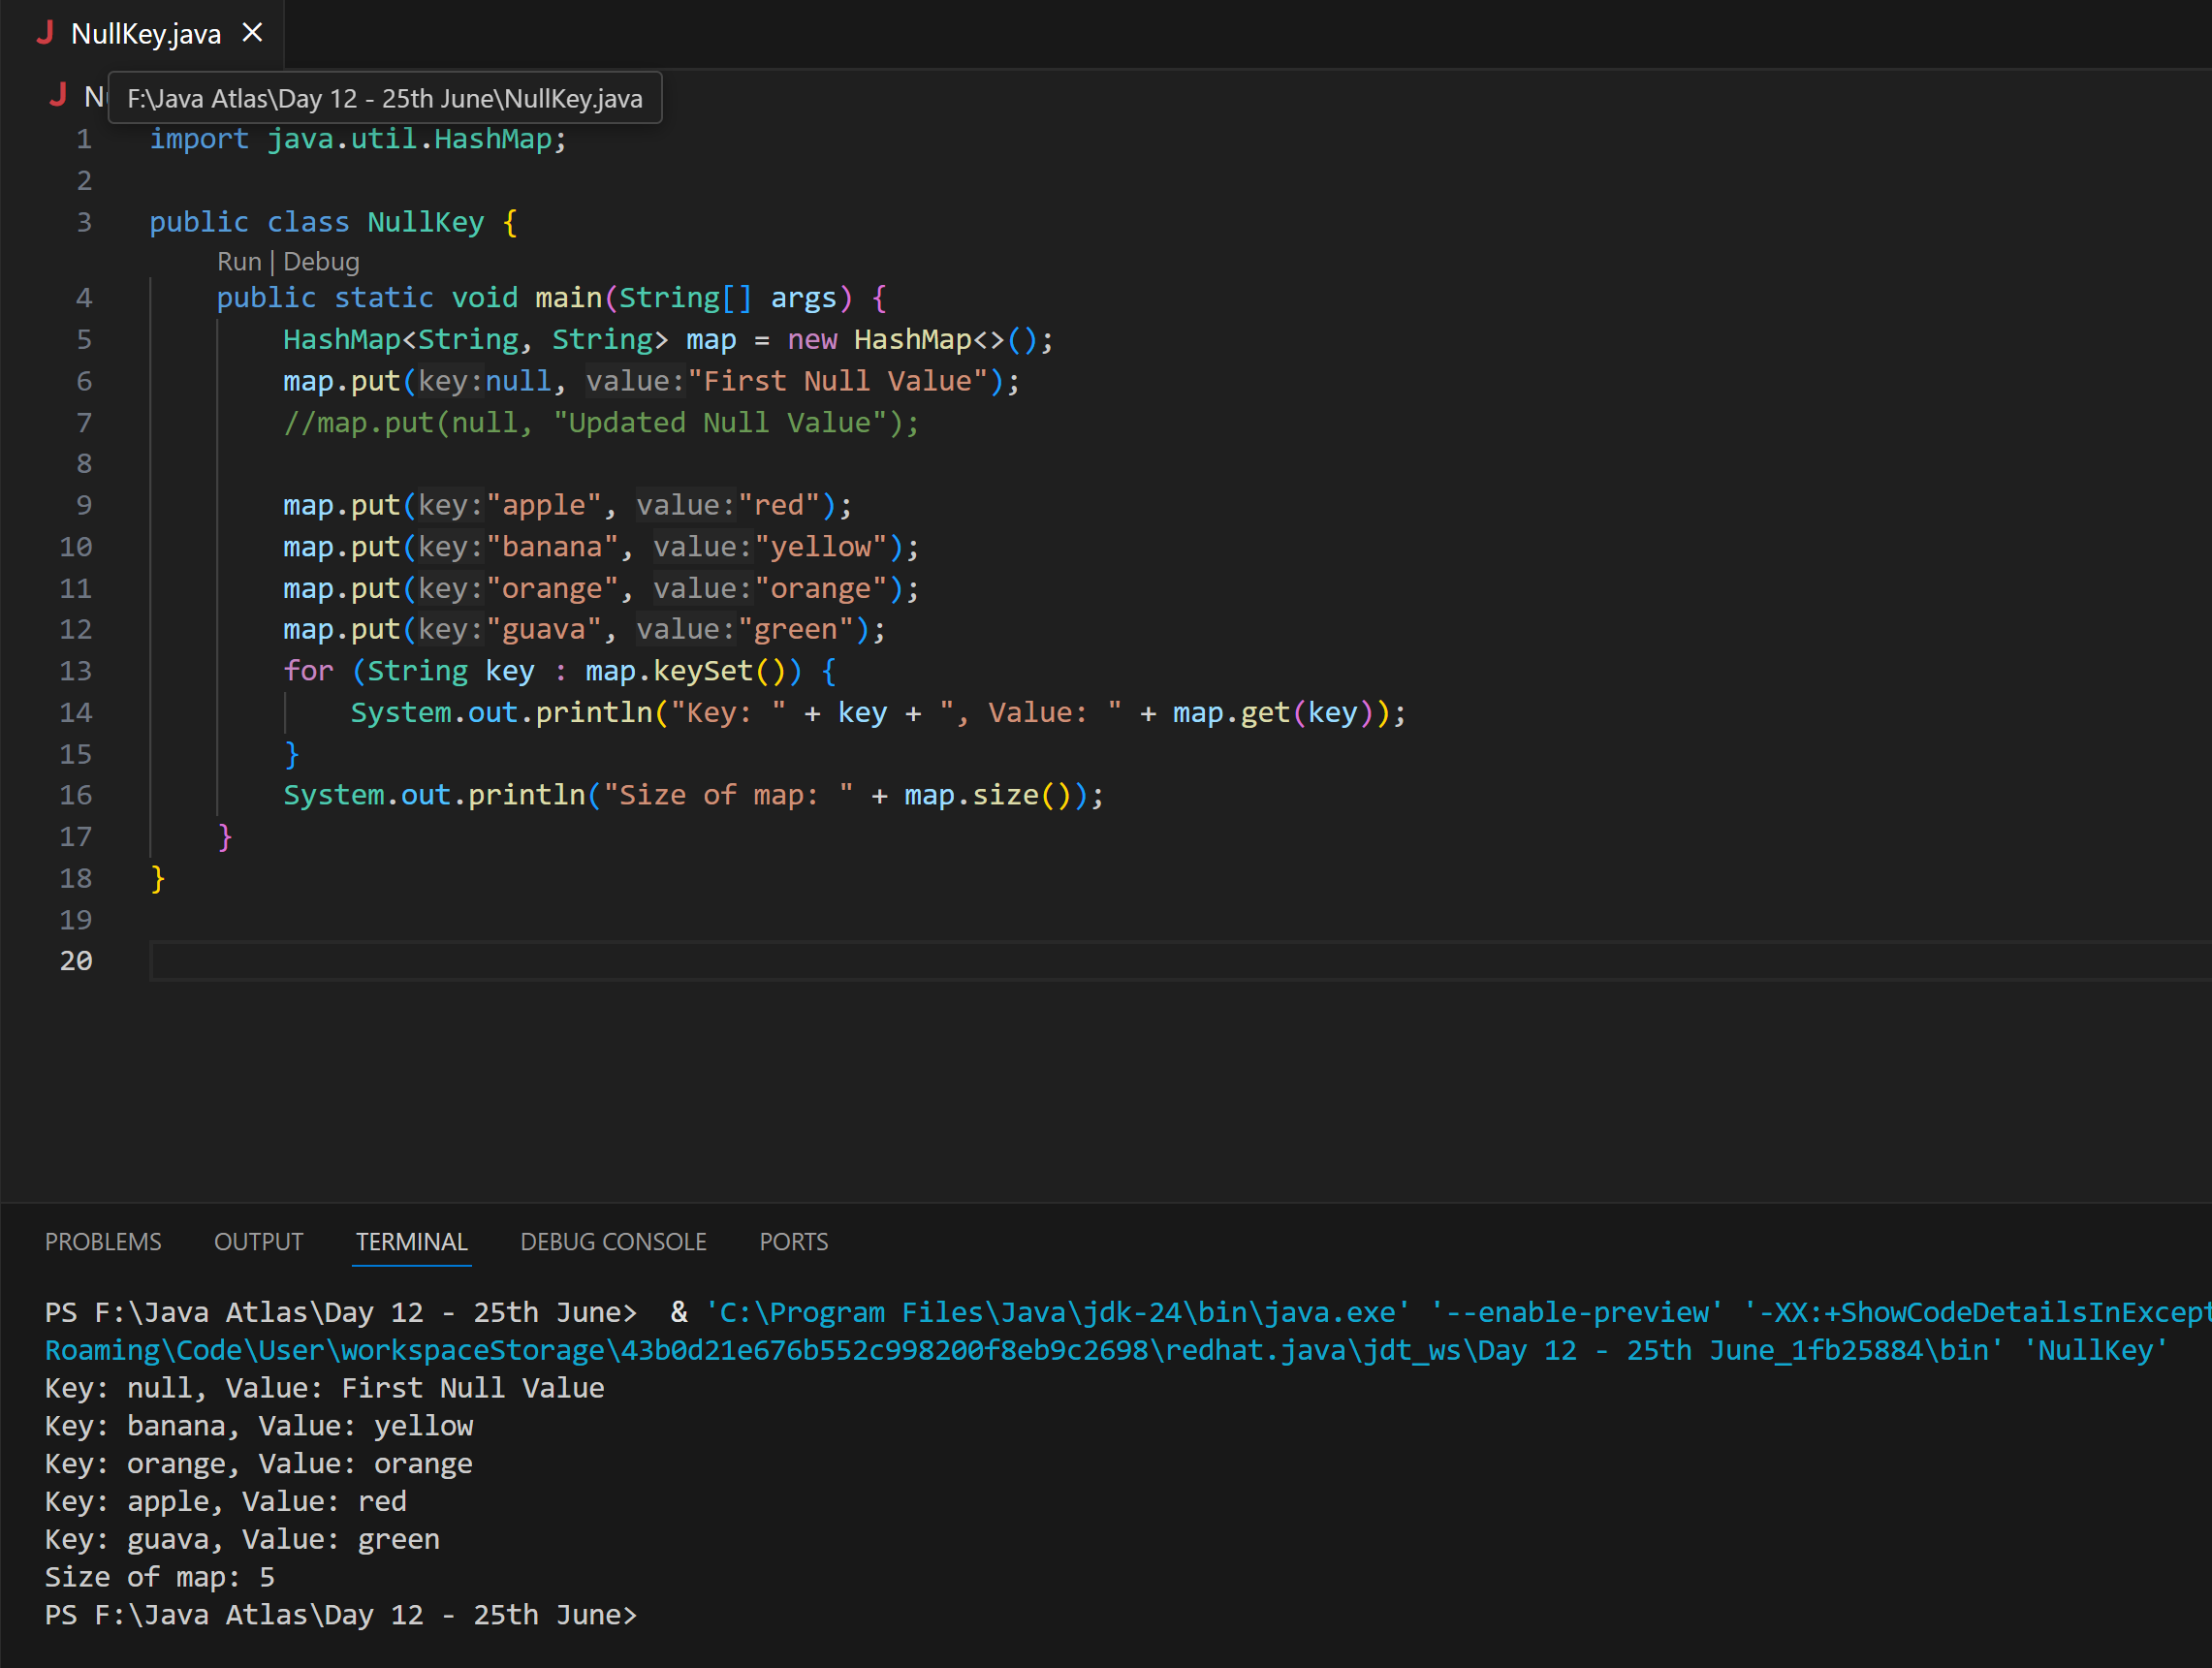 NullKey.java
F:\Java Atlas\Day 12 - 25th June\NullKey.java
1 import java.util.HashMap;
2
3 public class NullKey {
Run | Debug
4 public static void main(String[] args) {
5 HashMap<String, String> map = new HashMap<>();
6 map.put(key:null, value:"First Null Value");
7 //map.put(null, "Updated Null Value");
8
9 map.put(key:"apple", value:"red");
10 map.put(key:"banana", value:"yellow");
11 map.put(key:"orange", value:"orange");
12 map.put(key:"guava", value:"green");
13 for (String key : map.keySet()) {
14 System.out.println("Key: " + key + ", Value: " + map.get(key));
15 }
16 System.out.println("Size of map: " + map.size());
17 }
18 }
19
20
PROBLEMS OUTPUT TERMINAL DEBUG CONSOLE PORTS
PS F:\Java Atlas\Day 12 - 25th June> & 'C:\Program Files\Java\jdk-24\bin\java.exe' '--enable-preview' '-XX:+ShowCodeDetailsInExcept
Roaming\Code\User\workspaceStorage\43b0d21e676b552c998200f8eb9c2698\redhat.java\jdt_ws\Day 12 - 25th June_1fb25884\bin' 'NullKey'
Key: null, Value: First Null Value
Key: banana, Value: yellow
Key: orange, Value: orange
Key: apple, Value: red
Key: guava, Value: green
Size of map: 5
PS F:\Java Atlas\Day 12 - 25th June>